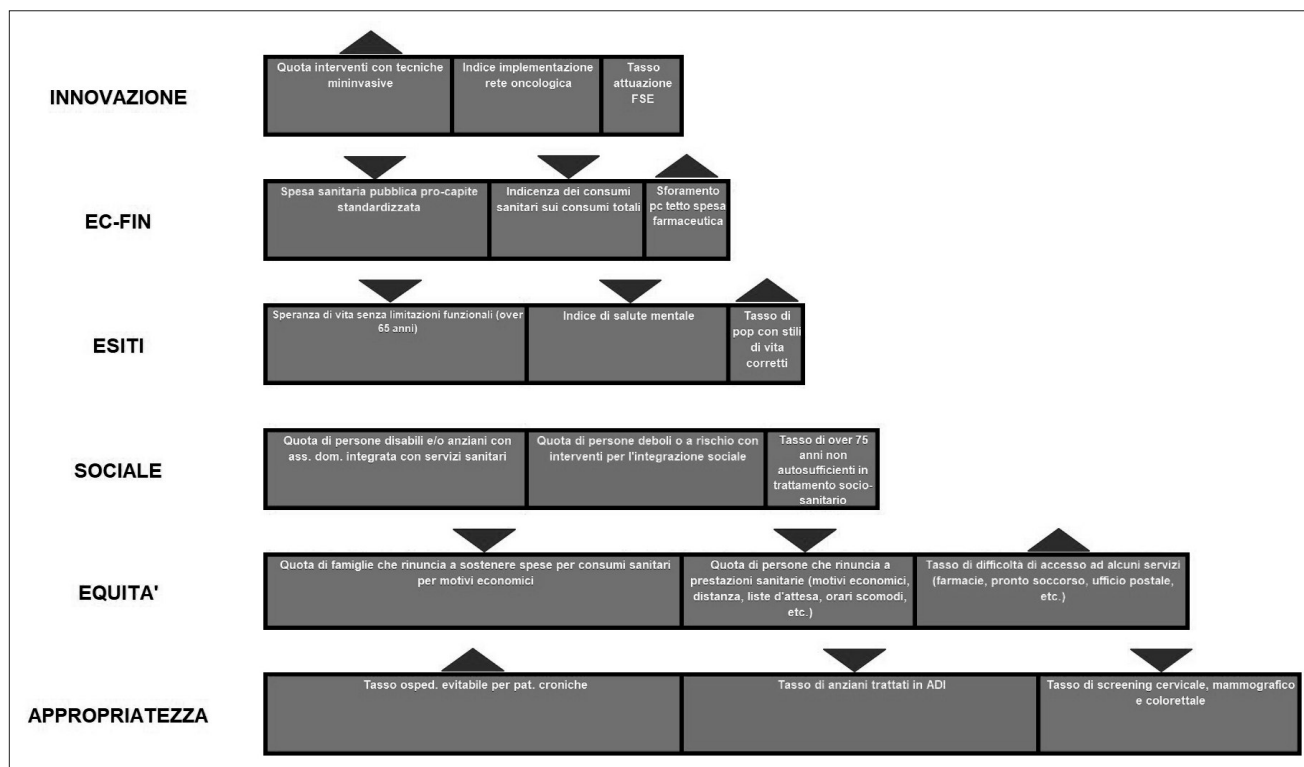 INNOVAZIONE
Quota interventi con tecniche
mininvasive
Indice implementazione
rete oncologica
Tasso
attuazione
FSE
EC-FIN
Spesa sanitaria pubblica pro-capite
standardizzata
Indicenza dei consumi
sanitari sui consumi totali
Sforamento
pc tetto spesa
farmaceutica
ESITI
Speranza di vita senza limitazioni funzionali (over
65 anni)
Indice di salute mentale
Tasso di
pop con stili
di vita
corretti
SOCIALE
Quota di persone disabili e/o anziani con
ass. dom. integrata con servizi sanitari
Quota di persone deboli o a rischio con
interventi per l'integrazione sociale
Tasso di over 75
anni non
autosufficienti in
trattamento socio-
sanitario
EQUITA'
Quota di famiglie che rinuncia a sostenere spese per consumi sanitari
per motivi economici
Quota di persone che rinuncia a
prestazioni sanitarie (motivi economici,
distanza, liste d'attesa, orari scomodi,
etc.)
Tasso di difficoltà di accesso ad alcuni servizi
(farmacie, pronto soccorso, ufficio postale,
etc.)
APPROPRIATEZZA
Tasso osped. evitabile per pat. croniche
Tasso di anziani trattati in ADI
Tasso di screening cervicale, mammografico
e colorettale